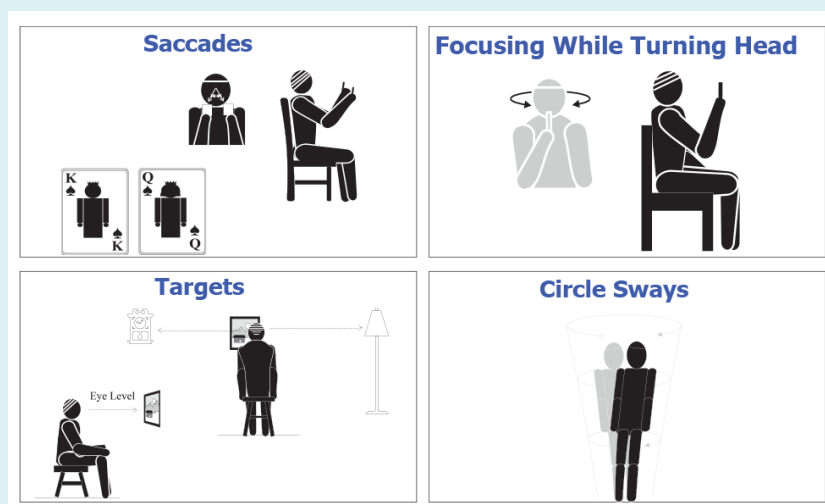 Saccades
K
K
Q
Q
Focusing While Turning Head
Targets
Eye Level
Circle Sways